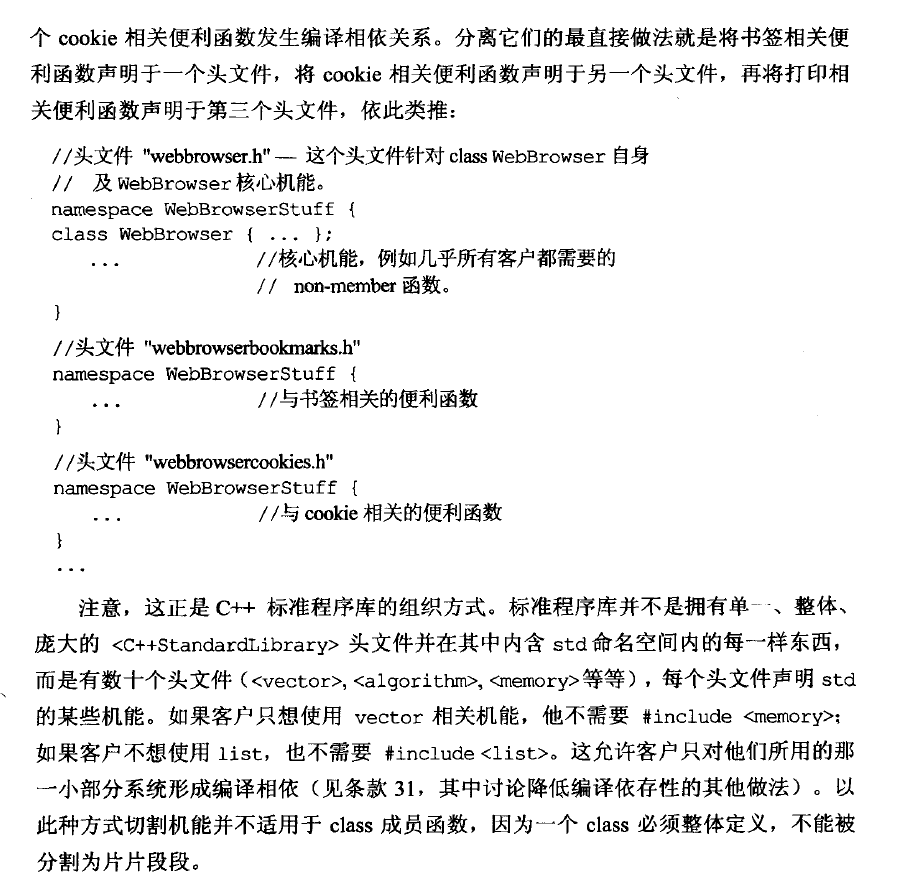 个 cookie 相关便利函数发生编译相依关系。分离它们的最直接做法就是将书签相关便
利函数声明于一个头文件，将 cookie 相关便利函数声明于另一个头文件，再将打印相
关便利函数声明于第三个头文件，依此类推：
//头文件 "webbrowser.h" — 这个头文件针对 class WebBrowser 自身
// 及 WebBrowser 核心机能。
namespace WebBrowserStuff {
class WebBrowser { ... };
... //核心机能，例如几乎所有客户都需要的
// non-member 函数。
}
//头文件 "webbrowserbookmarks.h"
namespace WebBrowserStuff {
... //与书签相关的便利函数
}
//头文件 "webbrowsercookies.h"
namespace WebBrowserStuff {
... //与 cookie 相关的便利函数
}
...
注意，这正是 C++ 标准程序库的组织方式。标准程序库并不是拥有单一、整体、
庞大的 <C++StandardLibrary> 头文件并在其中内含 std 命名空间内的每一样东西，
而是有数十个头文件（<vector>, <algorithm>, <memory>等等），每个头文件声明 std
的某些机能。如果客户只想使用 vector 相关机能，他不需要 #include <memory>；
如果客户不想使用 list，也不需要 #include <list>。这允许客户只对他们所用的那
一小部分系统形成编译相依（见条款 31，其中讨论降低编译依存性的其他做法）。以
此种方式切割机能并不适用于 class 成员函数，因为一个 class 必须整体定义，不能被
分割为片片段段。